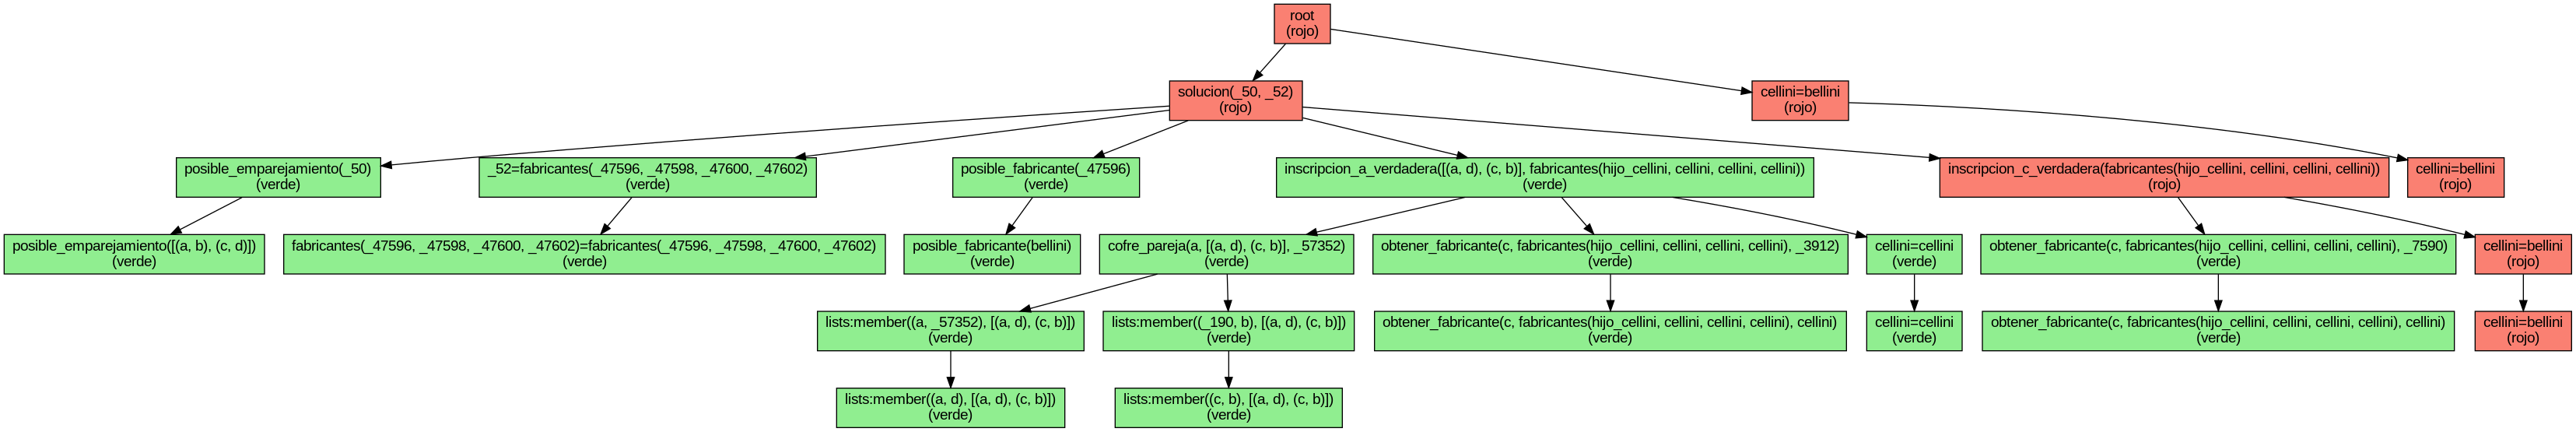 root
(rojo)
solucion(_50, _52)
(rojo)
cellini=bellini
(rojo)
posible_emparejamiento(_50)
(verde)
_52=fabricantes(_47596, _47598, _47600, _47602)
(verde)
posible_fabricante(_47596)
(verde)
inscripcion_a_verdadera([(a, d), (c, b)], fabricantes(hijo_cellini, cellini, cellini, cellini))
(verde)
inscripcion_c_verdadera(fabricantes(hijo_cellini, cellini, cellini, cellini))
(rojo)
cellini=bellini
(rojo)
posible_emparejamiento([(a, b), (c, d)])
(verde)
fabricantes(_47596, _47598, _47600, _47602)=fabricantes(_47596, _47598, _47600, _47602)
(verde)
posible_fabricante(bellini)
(verde)
cofre_pareja(a, [(a, d), (c, b)], _57352)
(verde)
obtener_fabricante(c, fabricantes(hijo_cellini, cellini, cellini, cellini), _3912)
(verde)
cellini=cellini
(verde)
obtener_fabricante(c, fabricantes(hijo_cellini, cellini, cellini, cellini), _7590)
(verde)
cellini=bellini
(rojo)
lists:member((a, _57352), [(a, d), (c, b)])
(verde)
lists:member((_190, b), [(a, d), (c, b)])
(verde)
obtener_fabricante(c, fabricantes(hijo_cellini, cellini, cellini, cellini), cellini)
(verde)
cellini=cellini
(verde)
obtener_fabricante(c, fabricantes(hijo_cellini, cellini, cellini, cellini), cellini)
(verde)
cellini=bellini
(rojo)
lists:member((a, d), [(a, d), (c, b)])
(verde)
lists:member((c, b), [(a, d), (c, b)])
(verde)